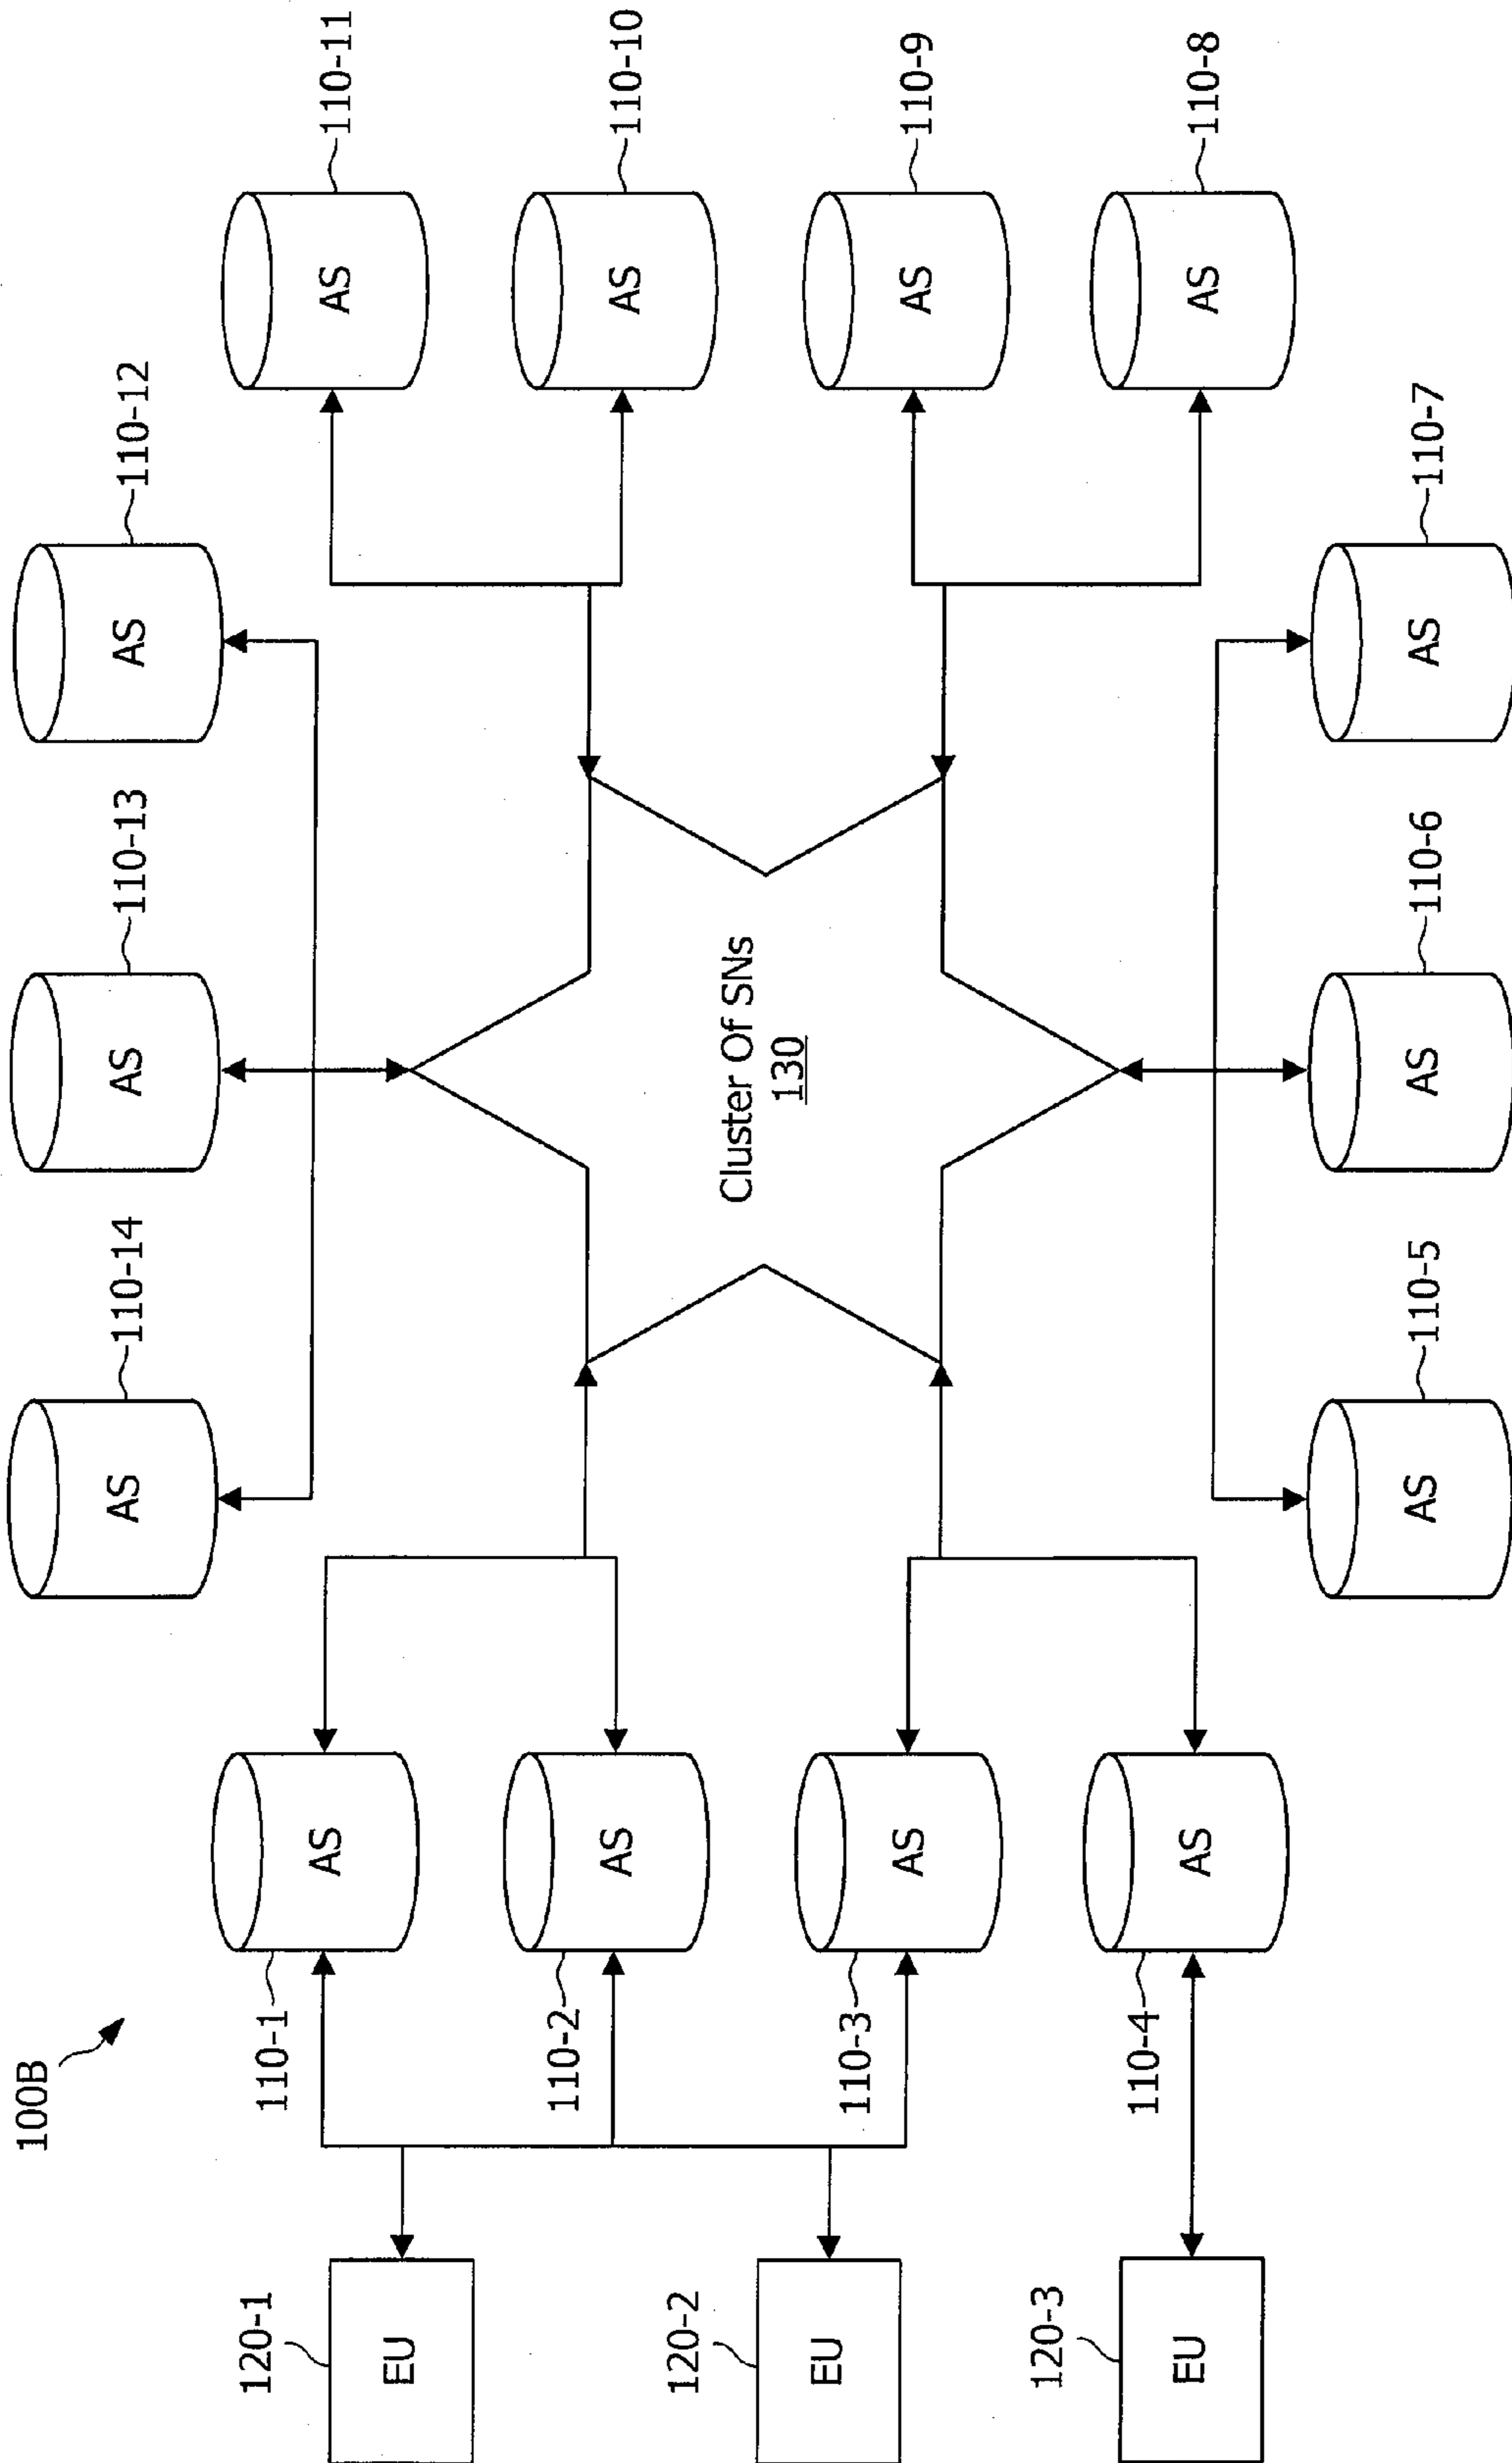 100B
110-14
AS
110-13
AS
110-12
AS
110-1
AS
110-2
AS
110-3
AS
110-4
AS
120-1
EU
120-2
EU
120-3
EU
Cluster Of SNs
130
110-11
AS
110-10
AS
110-9
AS
110-8
AS
110-5
AS
110-6
AS
110-7
AS